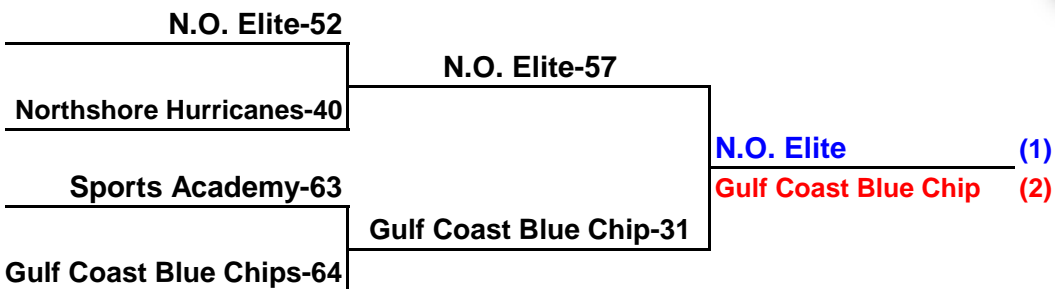 N.O. Elite-52
N.O. Elite-57
Northshore Hurricanes-40
N.O. Elite (1)
Sports Academy-63
Gulf Coast Blue Chip (2)
Gulf Coast Blue Chip-31
Gulf Coast Blue Chips-64